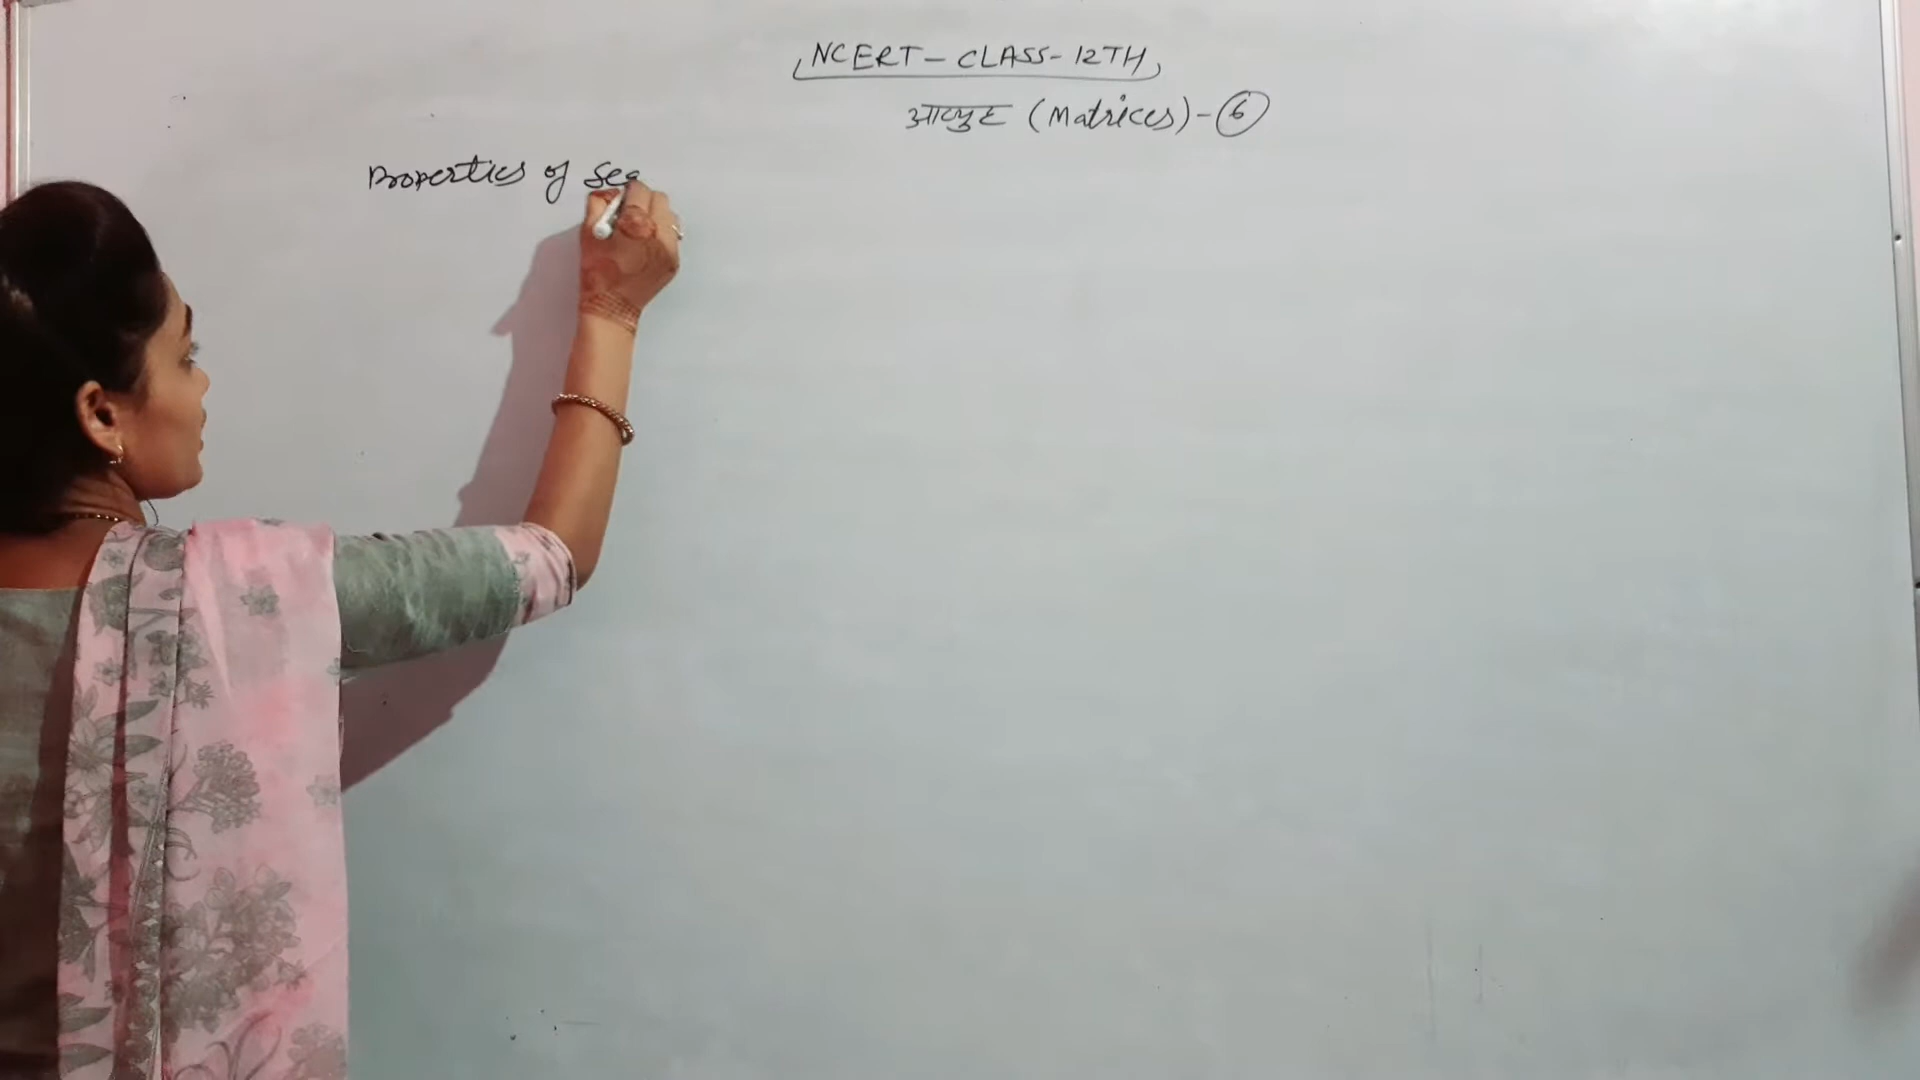 NCERT - CLASS - 12TH
आव्यूह (Matrices) - 6
Properties of